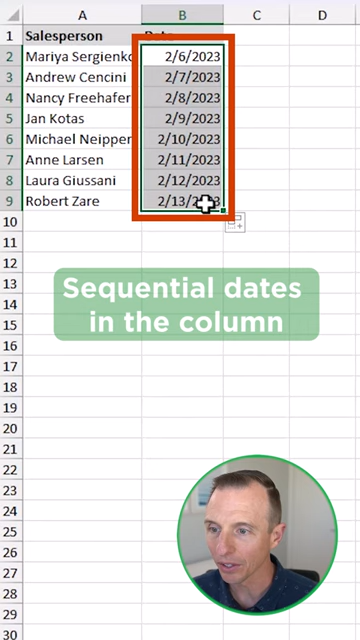 A B C D
1 Salesperson Date
2 Mariya Sergienko 2/6/2023
3 Andrew Cencini 2/7/2023
4 Nancy Freehafer 2/8/2023
5 Jan Kotas 2/9/2023
6 Michael Neipper 2/10/2023
7 Anne Larsen 2/11/2023
8 Laura Giussani 2/12/2023
9 Robert Zare 2/13/2023
10
11
12
13
Sequential dates
14
15
in the column
16
17
18
19
20
21
22
23
24
25
26
27
28
29
30